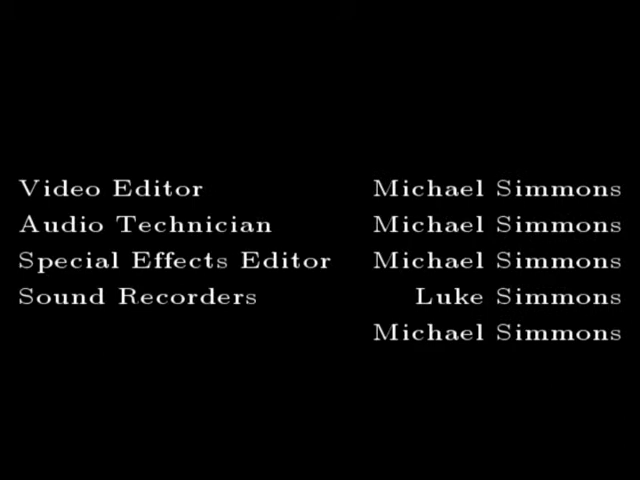 Video Editor Michael Simmons
Audio Technician Michael Simmons
Special Effects Editor Michael Simmons
Sound Recorders Luke Simmons
Michael Simmons